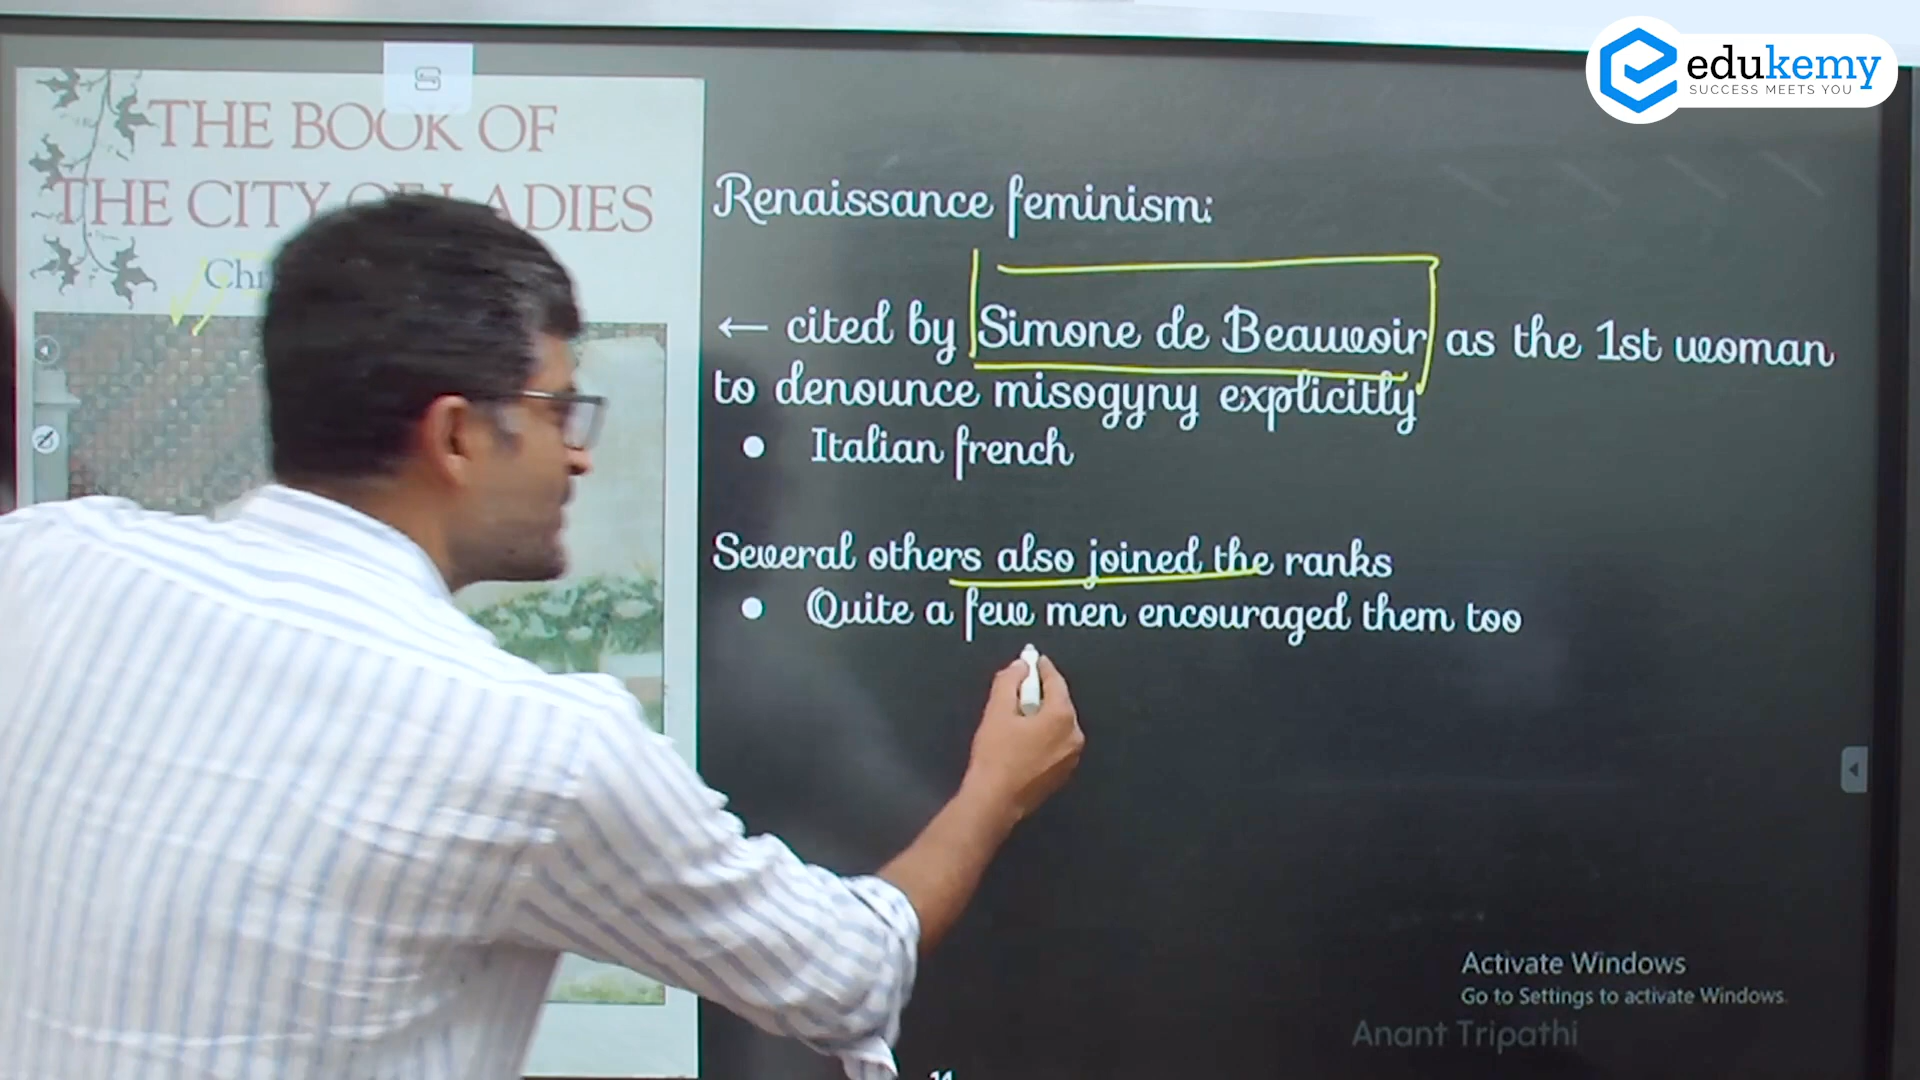 edukemy
SUCCESS MEETS YOU
THE BOOK OF
THE CITY OF LADIES
Renaissance feminism:
← cited by Simone de Beauvoir as the 1st woman
to denounce misogyny explicitly
● Italian french
Several others also joined the ranks
● Quite a few men encouraged them too
Activate Windows
Go to Settings to activate Windows.
Anant Tripathi